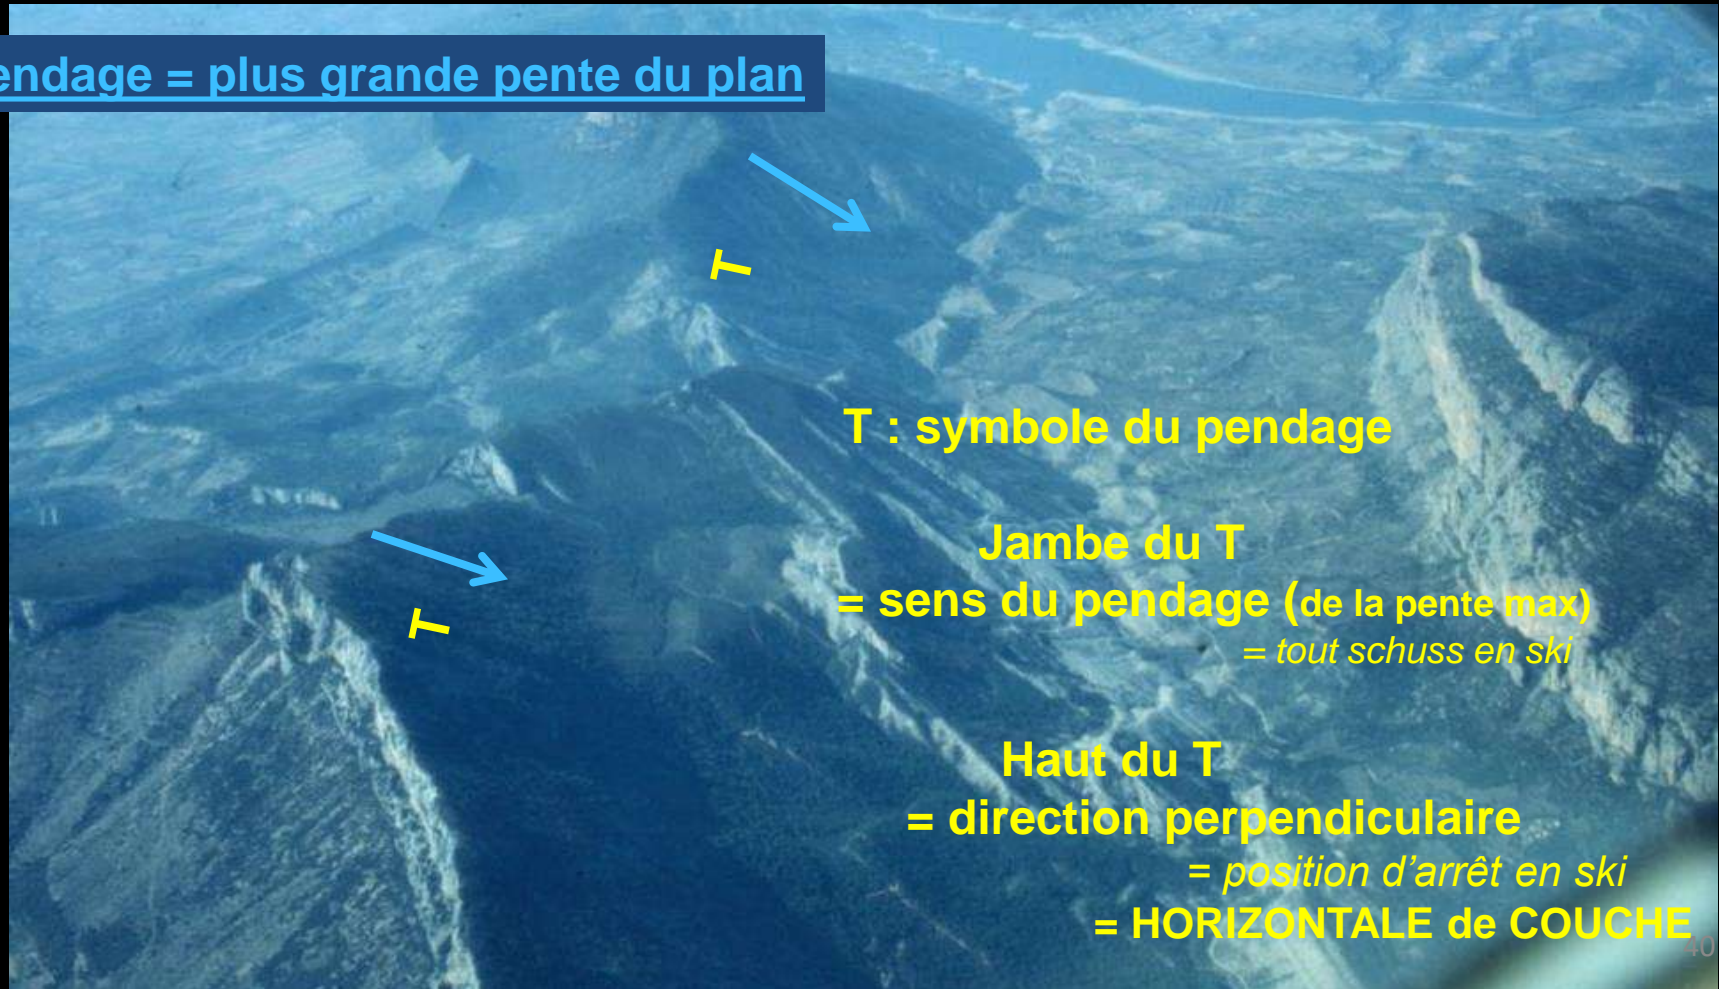 endage = plus grande pente du plan
T
T : symbole du pendage
Jambe du T
= sens du pendage (de la pente max)
= tout schuss en ski
T
Haut du T
= direction perpendiculaire
= position d’arrêt en ski
= HORIZONTALE de COUCHE
40